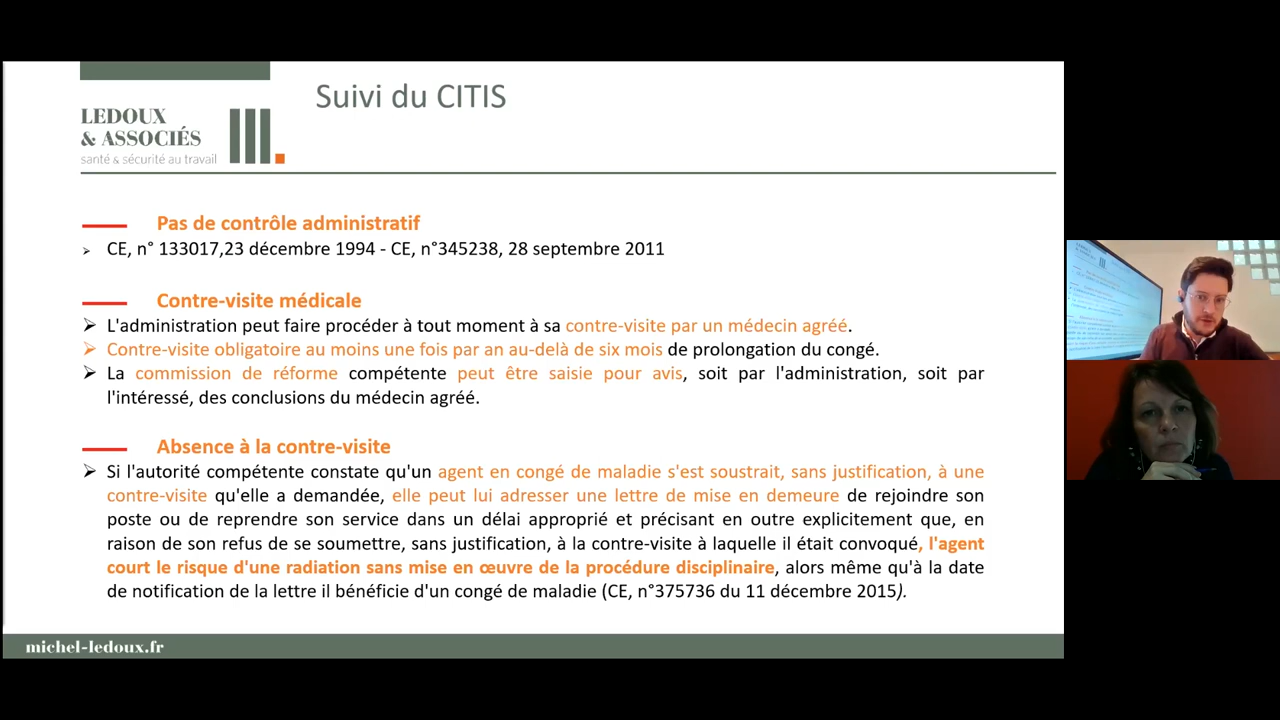 Suivi du CITIS
LEDOUX
& ASSOCIÉS
santé & sécurité au travail
Pas de contrôle administratif
CE, n° 133017,23 décembre 1994 - CE, n°345238, 28 septembre 2011
Contre-visite médicale
L'administration peut faire procéder à tout moment à sa contre-visite par un médecin agréé.
Contre-visite obligatoire au moins une fois par an au-delà de six mois de prolongation du congé.
La commission de réforme compétente peut être saisie pour avis, soit par l'administration, soit par
l'intéressé, des conclusions du médecin agréé.
Absence à la contre-visite
Si l'autorité compétente constate qu'un agent en congé de maladie s'est soustrait, sans justification, à une
contre-visite qu'elle a demandée, elle peut lui adresser une lettre de mise en demeure de rejoindre son
poste ou de reprendre son service dans un délai approprié et précisant en outre explicitement que, en
raison de son refus de se soumettre, sans justification, à la contre-visite à laquelle il était convoqué, l'agent
court le risque d'une radiation sans mise en œuvre de la procédure disciplinaire, alors même qu'à la date
de notification de la lettre il bénéficie d'un congé de maladie (CE, n°375736 du 11 décembre 2015).
michel-ledoux.fr